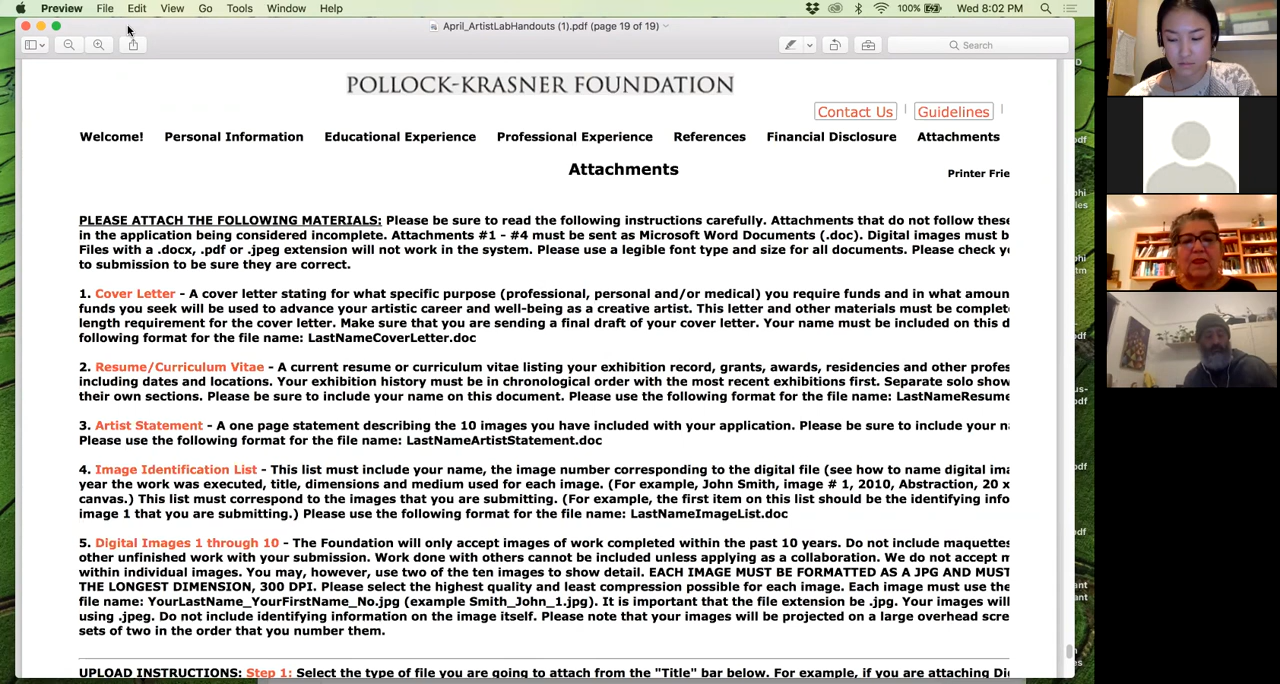 Preview File Edit View Go Tools Window Help 100% Wed 8:02 PM
April_ArtistLabHandouts (1).pdf (page 19 of 19)
Search
POLLOCK-KRASNER FOUNDATION
Contact Us | Guidelines |
Welcome! Personal Information Educational Experience Professional Experience References Financial Disclosure Attachments
Attachments
Printer Frie
PLEASE ATTACH THE FOLLOWING MATERIALS: Please be sure to read the following instructions carefully. Attachments that do not follow these
in the application being considered incomplete. Attachments #1 - #4 must be sent as Microsoft Word Documents (.doc). Digital images must b
Files with a .docx, .pdf or .jpeg extension will not work in the system. Please use a legible font type and size for all documents. Please check y
to submission to be sure they are correct.
1. Cover Letter - A cover letter stating for what specific purpose (professional, personal and/or medical) you require funds and in what amoun
funds you seek will be used to advance your artistic career and well-being as a creative artist. This letter and other materials must be complet
length requirement for the cover letter. Make sure that you are sending a final draft of your cover letter. Your name must be included on this d
following format for the file name: LastNameCoverLetter.doc
2. Resume/Curriculum Vitae - A current resume or curriculum vitae listing your exhibition record, grants, awards, residencies and other profes
including dates and locations. Your exhibition history must be in chronological order with the most recent exhibitions first. Separate solo show
their own sections. Please be sure to include your name on this document. Please use the following format for the file name: LastNameResume
3. Artist Statement - A one page statement describing the 10 images you have included with your application. Please be sure to include your n
Please use the following format for the file name: LastNameArtistStatement.doc
4. Image Identification List - This list must include your name, the image number corresponding to the digital file (see how to name digital ima
year the work was executed, title, dimensions and medium used for each image. (For example, John Smith, image # 1, 2010, Abstraction, 20 x
canvas.) This list must correspond to the images that you are submitting. (For example, the first item on this list should be the identifying info
image 1 that you are submitting.) Please use the following format for the file name: LastNameImageList.doc
5. Digital Images 1 through 10 - The Foundation will only accept images of work completed within the past 10 years. Do not include maquettes
other unfinished work with your submission. Work done with others cannot be included unless applying as a collaboration. We do not accept m
within individual images. You may, however, use two of the ten images to show detail. EACH IMAGE MUST BE FORMATTED AS A JPG AND MUST
THE LONGEST DIMENSION, 300 DPI. Please select the highest quality and least compression possible for each image. Each image must use the
file name: YourLastName_YourFirstName_No.jpg (example Smith_John_1.jpg). It is important that the file extension be .jpg. Your images will
using .jpeg. Do not include identifying information on the image itself. Please note that your images will be projected on a large overhead scre
sets of two in the order that you number them.
UPLOAD INSTRUCTIONS: Step 1: Select the type of file you are going to attach from the "Title" bar below. For example, if you are attaching Di